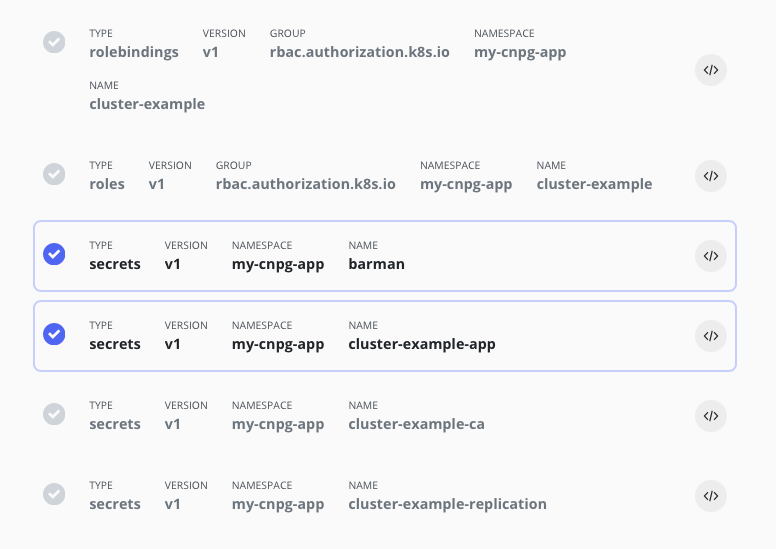 TYPE VERSION GROUP NAMESPACE
rolebindings v1 rbac.authorization.k8s.io my-cnpg-app
NAME
cluster-example
</>
TYPE VERSION GROUP NAMESPACE NAME
roles v1 rbac.authorization.k8s.io my-cnpg-app cluster-example
</>
TYPE VERSION NAMESPACE NAME
secrets v1 my-cnpg-app barman
</>
TYPE VERSION NAMESPACE NAME
secrets v1 my-cnpg-app cluster-example-app
</>
TYPE VERSION NAMESPACE NAME
secrets v1 my-cnpg-app cluster-example-ca
</>
TYPE VERSION NAMESPACE NAME
secrets v1 my-cnpg-app cluster-example-replication
</>